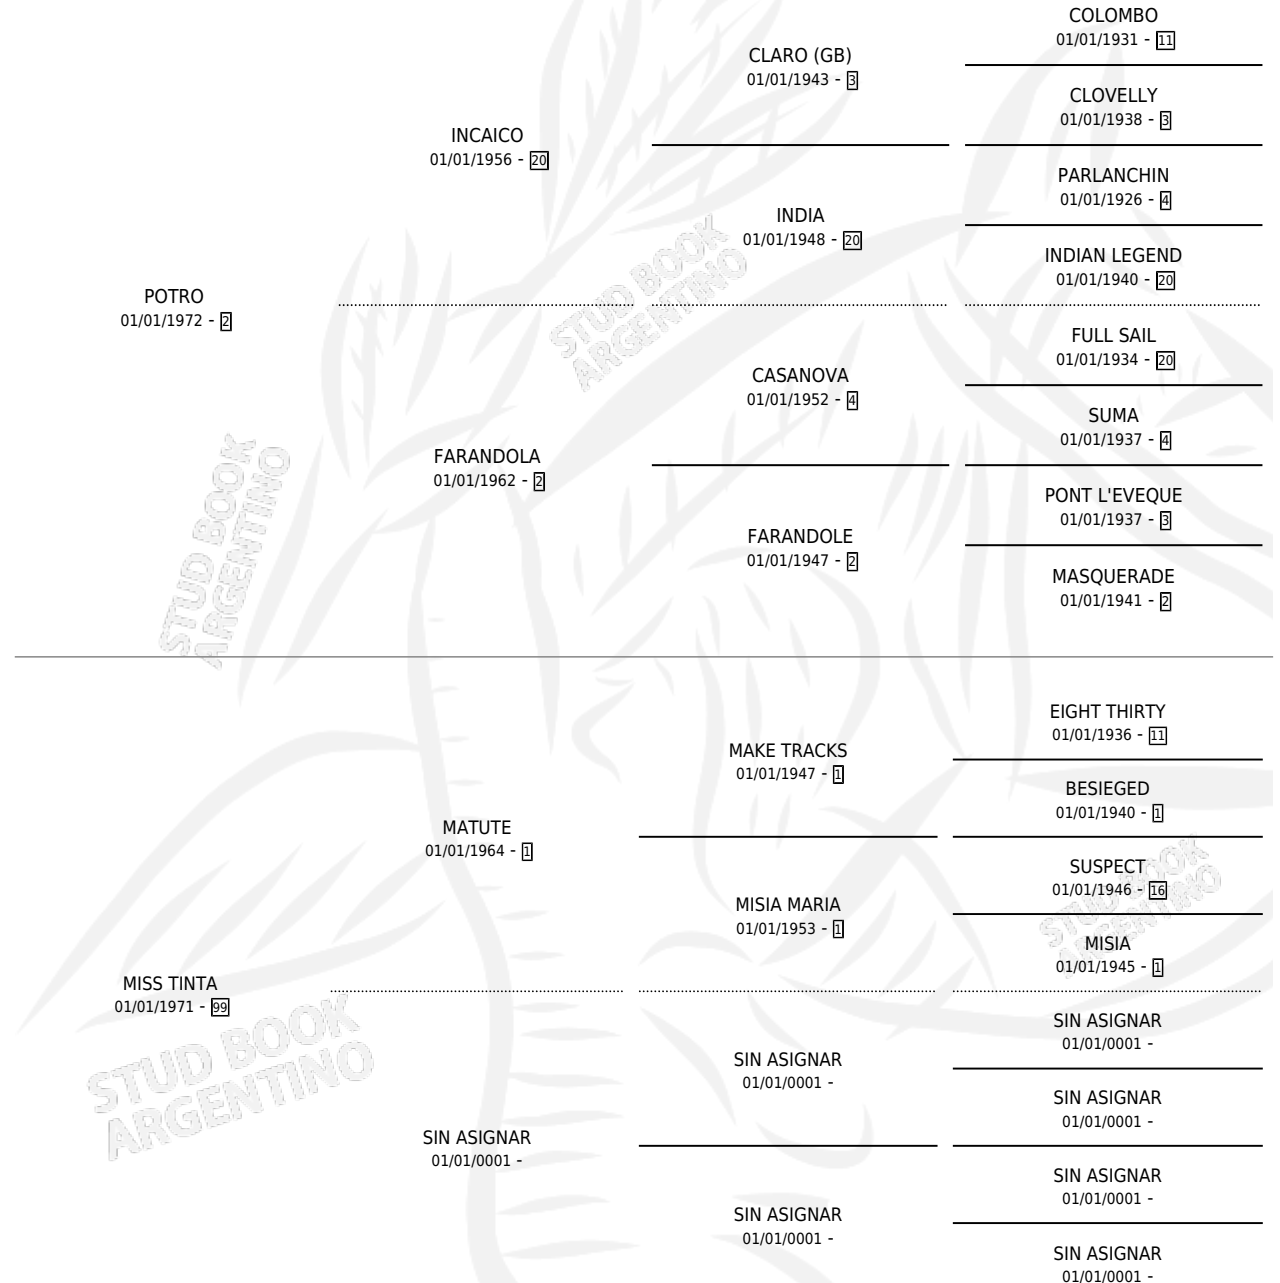 COLOMBO
01/01/1931 - 11
CLARO (GB)
01/01/1943 - 3
CLOVELLY
01/01/1938 - 3
INCAICO
01/01/1956 - 20
PARLANCHIN
01/01/1926 - 4
INDIA
01/01/1948 - 20
INDIAN LEGEND
01/01/1940 - 20
POTRO
01/01/1972 - 2
FULL SAIL
01/01/1934 - 20
CASANOVA
01/01/1952 - 4
SUMA
01/01/1937 - 4
FARANDOLA
01/01/1962 - 2
PONT L'EVEQUE
01/01/1937 - 3
FARANDOLE
01/01/1947 - 2
MASQUERADE
01/01/1941 - 2
EIGHT THIRTY
01/01/1936 - 11
MAKE TRACKS
01/01/1947 - 1
BESIEGED
01/01/1940 - 1
MATUTE
01/01/1964 - 1
SUSPECT
01/01/1946 - 16
MISIA MARIA
01/01/1953 - 1
MISIA
01/01/1945 - 1
MISS TINTA
01/01/1971 - 99
SIN ASIGNAR
01/01/0001 -
SIN ASIGNAR
01/01/0001 -
SIN ASIGNAR
01/01/0001 -
SIN ASIGNAR
01/01/0001 -
SIN ASIGNAR
01/01/0001 -
SIN ASIGNAR
01/01/0001 -
SIN ASIGNAR
01/01/0001 -
STUD BOOK
ARGENTINO
STUD BOOK
ARGENTINO
STUD BOOK
ARGENTINO
STUD BOOK
ARGENTINO